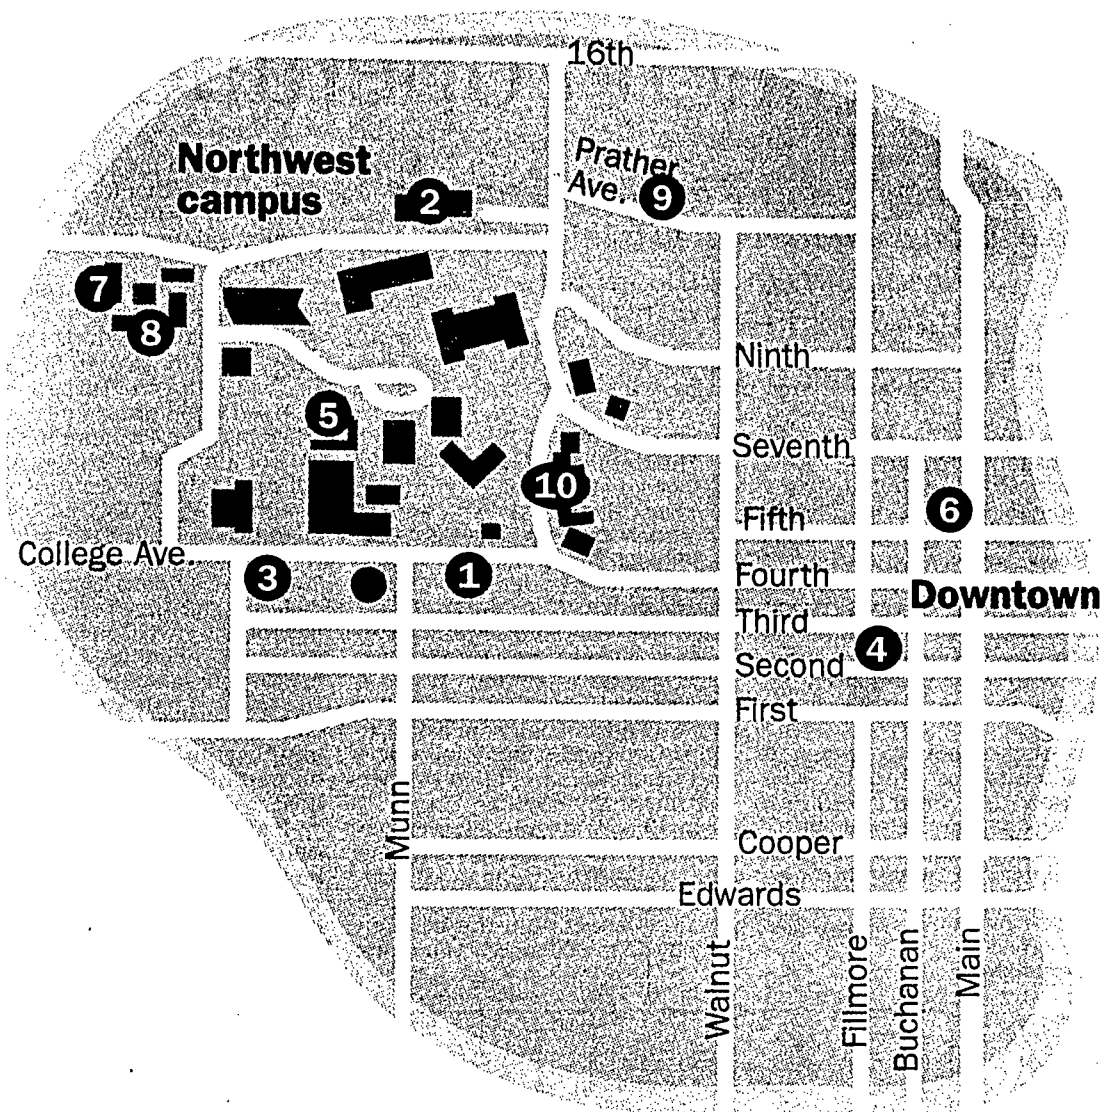 16th
Prather
Ave.
9
Northwest
campus
2
7
8
Ninth
5
Seventh
10
6
Fifth
College Ave.
3
1
Fourth
Downtown
Third
4
Second
First
Munn
Cooper
Edwards
Walnut
Fillmore
Buchanan
Main